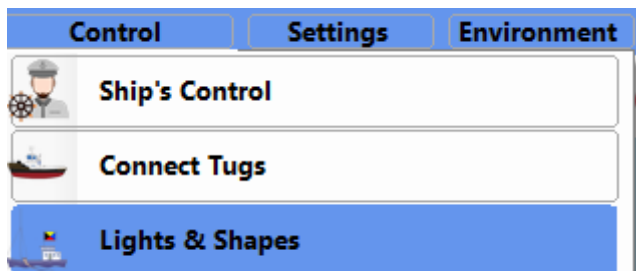 Control Settings Environment
Ship's Control
Connect Tugs
Lights & Shapes